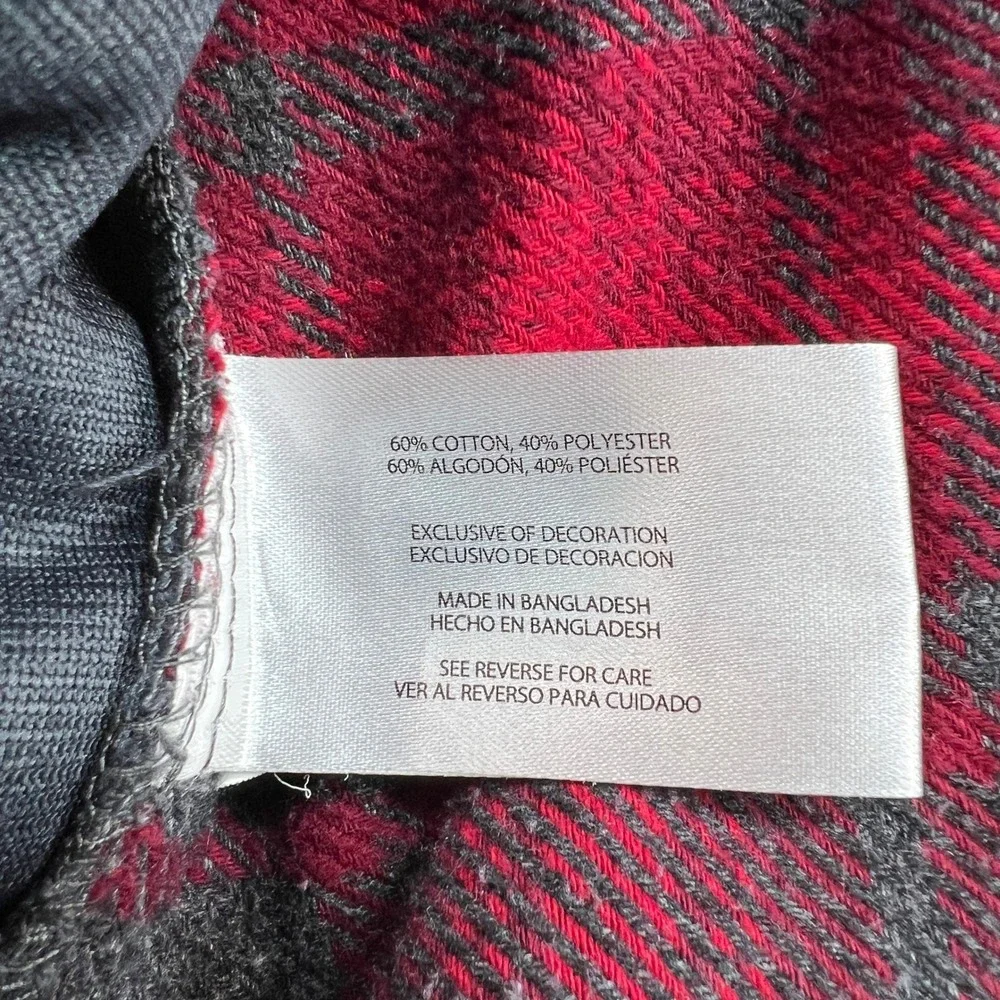 60% COTTON, 40% POLYESTER
60% ALGODÓN, 40% POLIÉSTER
EXCLUSIVE OF DECORATION
EXCLUSIVO DE DECORACION
MADE IN BANGLADESH
HECHO EN BANGLADESH
SEE REVERSE FOR CARE
VER AL REVERSO PARA CUIDADO